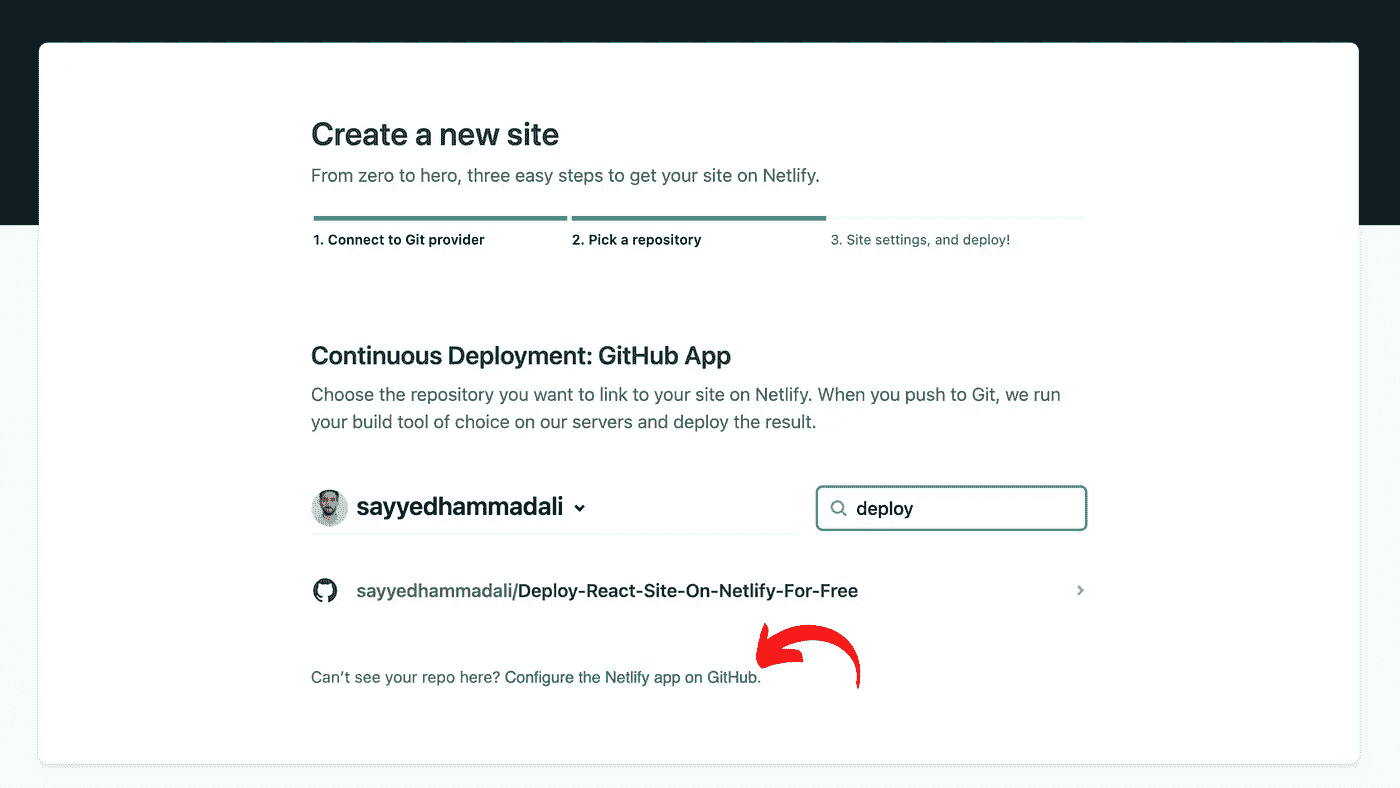 Create a new site
From zero to hero, three easy steps to get your site on Netlify.
1. Connect to Git provider
2. Pick a repository
3. Site settings, and deploy!
Continuous Deployment: GitHub App
Choose the repository you want to link to your site on Netlify. When you push to Git, we run
your build tool of choice on our servers and deploy the result.
sayyedhammadali
deploy
sayyedhammadali/Deploy-React-Site-On-Netlify-For-Free
Can’t see your repo here? Configure the Netlify app on GitHub.